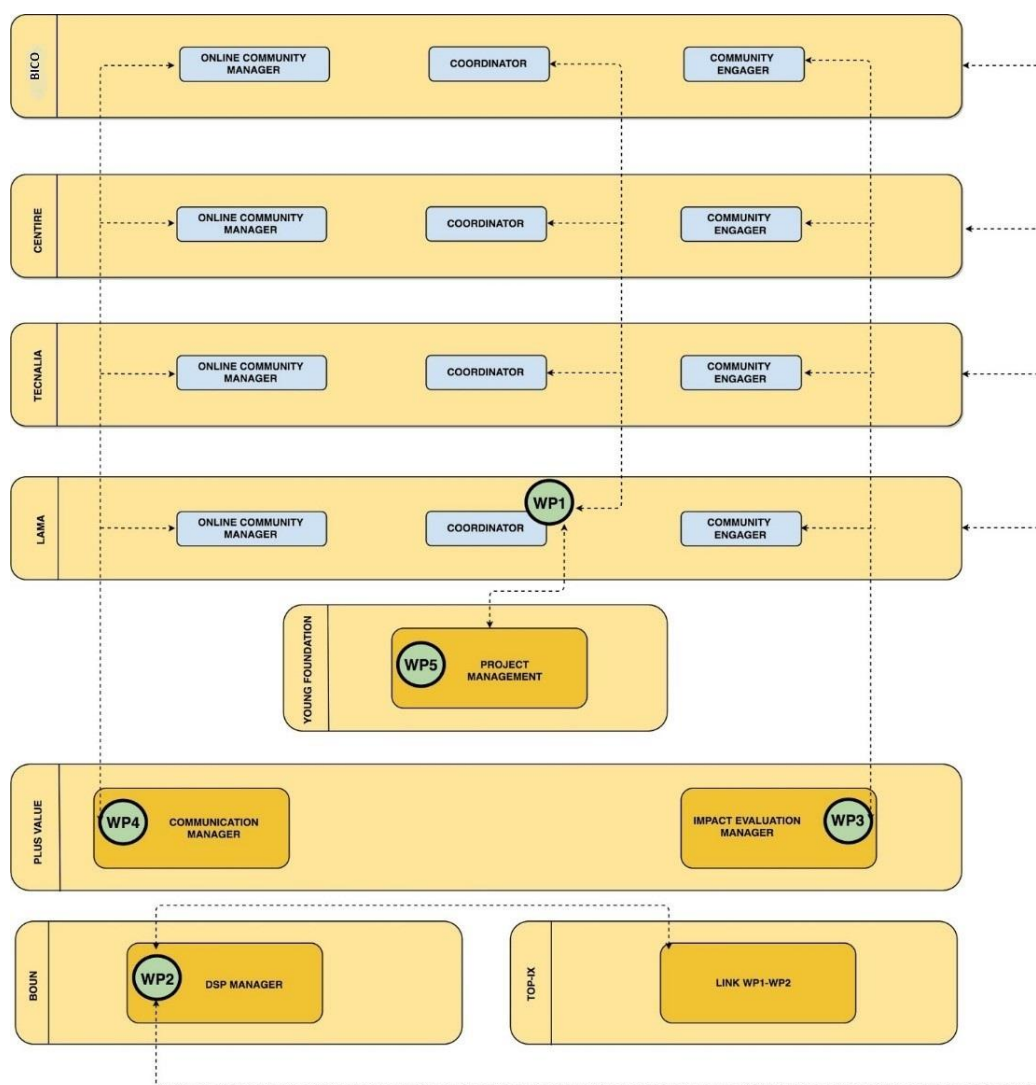 BICO
ONLINE COMMUNITY
MANAGER
COORDINATOR
COMMUNITY
ENGAGER
CENTIRE
ONLINE COMMUNITY
MANAGER
COORDINATOR
COMMUNITY
ENGAGER
TECNALIA
ONLINE COMMUNITY
MANAGER
COORDINATOR
COMMUNITY
ENGAGER
LAMA
ONLINE COMMUNITY
MANAGER
COORDINATOR
WP1
COMMUNITY
ENGAGER
YOUNG FOUNDATION
WP5
PROJECT
MANAGEMENT
PLUS VALUE
WP4
COMMUNICATION
MANAGER
IMPACT EVALUATION
MANAGER
WP3
BOUN
WP2
DSP MANAGER
TOP-IX
LINK WP1-WP2